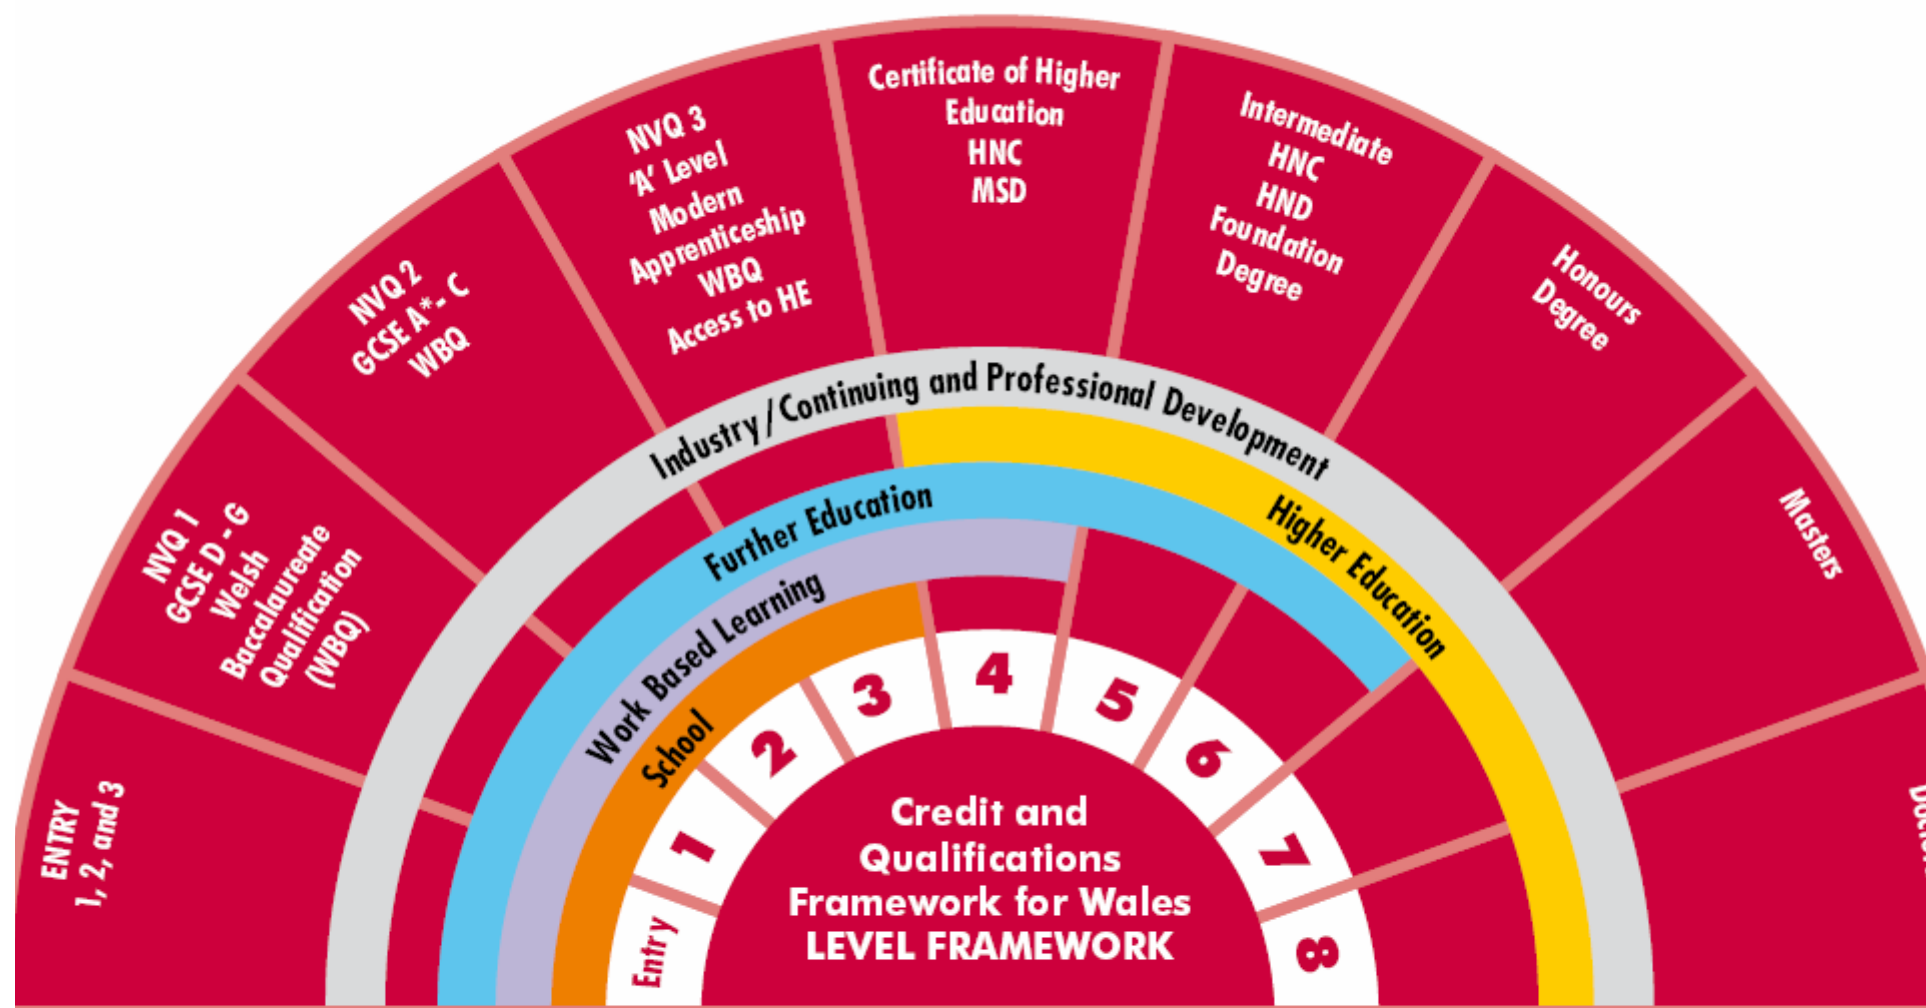 ENTRY
1, 2, and 3
NVQ 1
GCSE D - G
Welsh
Baccalaureate
Qualification
(WBQ)
NVQ 2
GCSE A*- C
WBQ
NVQ 3
‘A’ Level
Modern
Apprenticeship
WBQ
Access to HE
Certificate of Higher
Education
HNC
MSD
Intermediate
HNC
HND
Foundation
Degree
Honours
Degree
Masters
Industry/Continuing and Professional Development
Higher Education
Further Education
Work Based Learning
School
Entry
1
2
3
4
5
6
7
8
Credit and
Qualifications
Framework for Wales
LEVEL FRAMEWORK